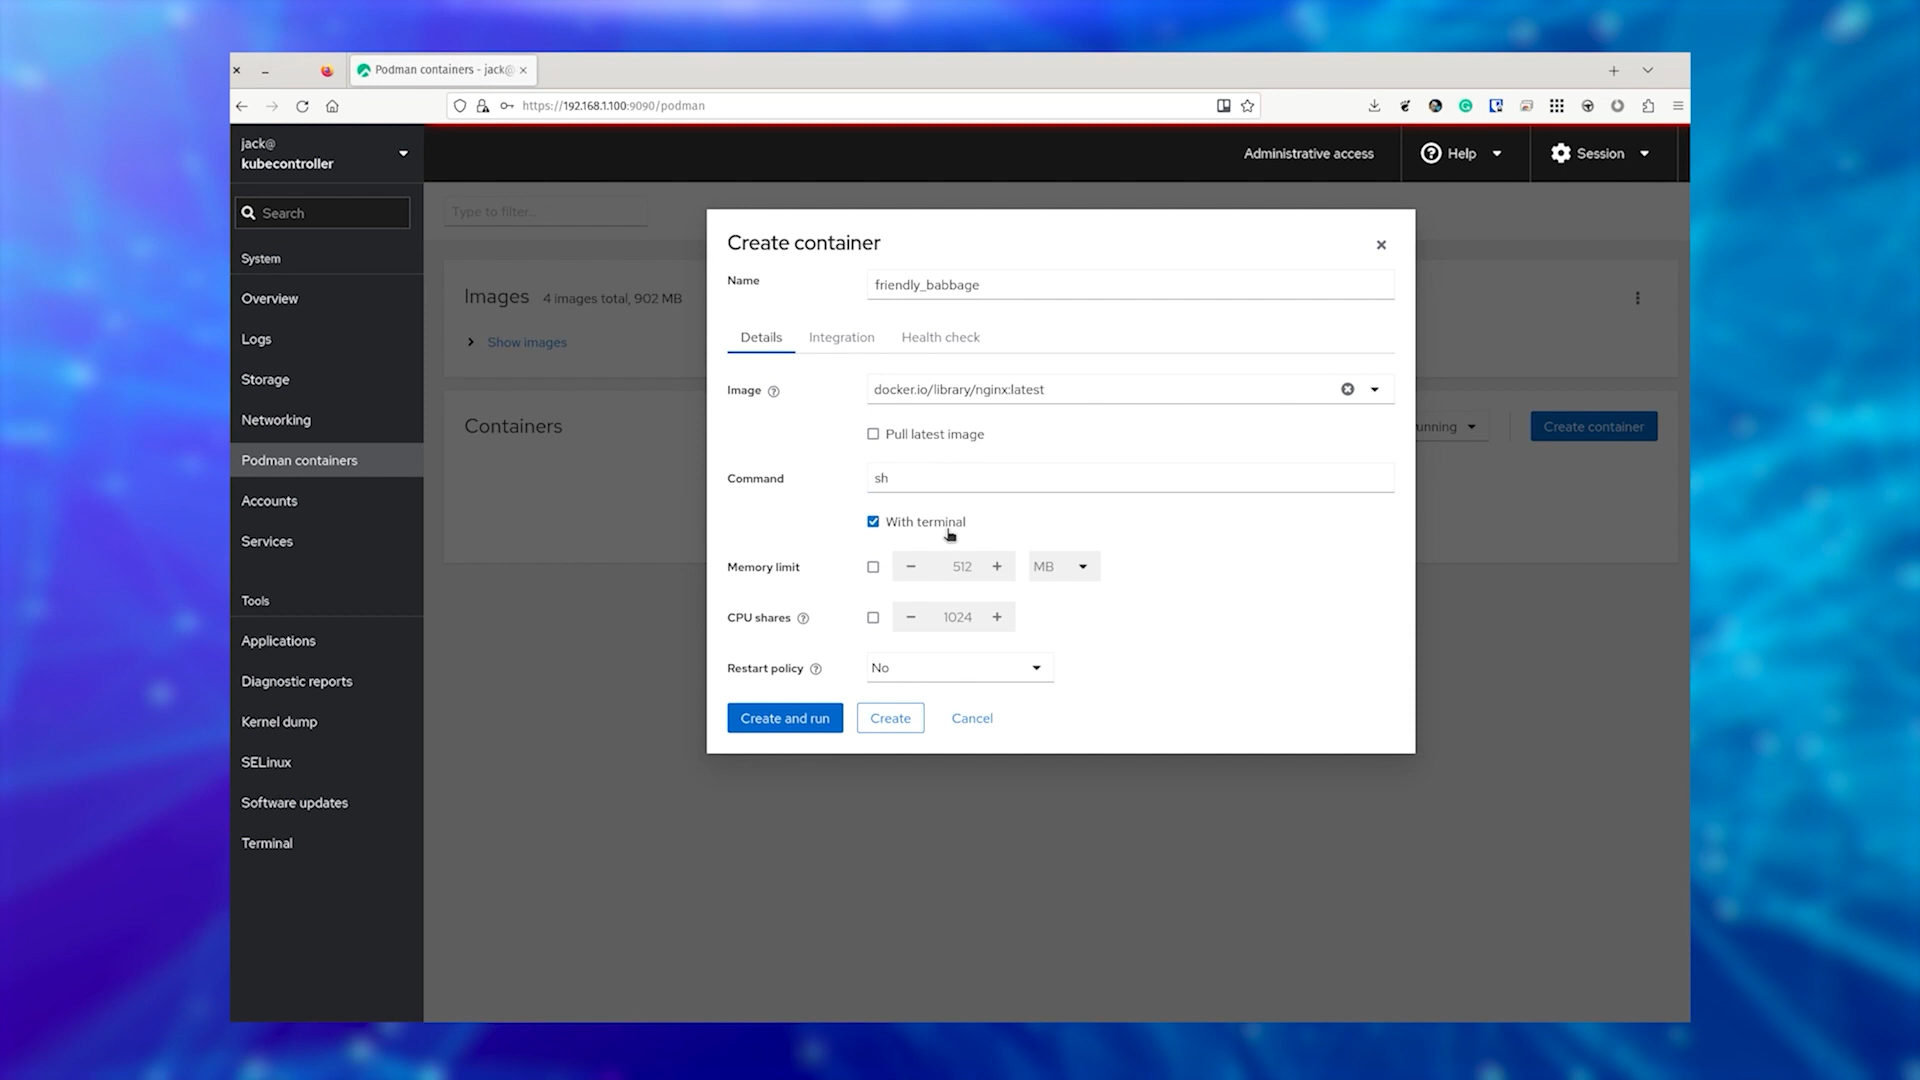 Podman containers - jack@
https://192.168.1.100:9090/podman
jack@
kubecontroller
Administrative access
Help
Session
Search
Type to filter...
System
Overview
Logs
Storage
Networking
Podman containers
Accounts
Services
Tools
Applications
Diagnostic reports
Kernel dump
SELinux
Software updates
Terminal
Images 4 images total, 902 MB
Show images
Containers
unning
Create container
Create container
Name
friendly_babbage
Details Integration Health check
Image
docker.io/library/nginx:latest
Pull latest image
Command
sh
With terminal
Memory limit
512
MB
CPU shares
1024
Restart policy
No
Create and run
Create
Cancel